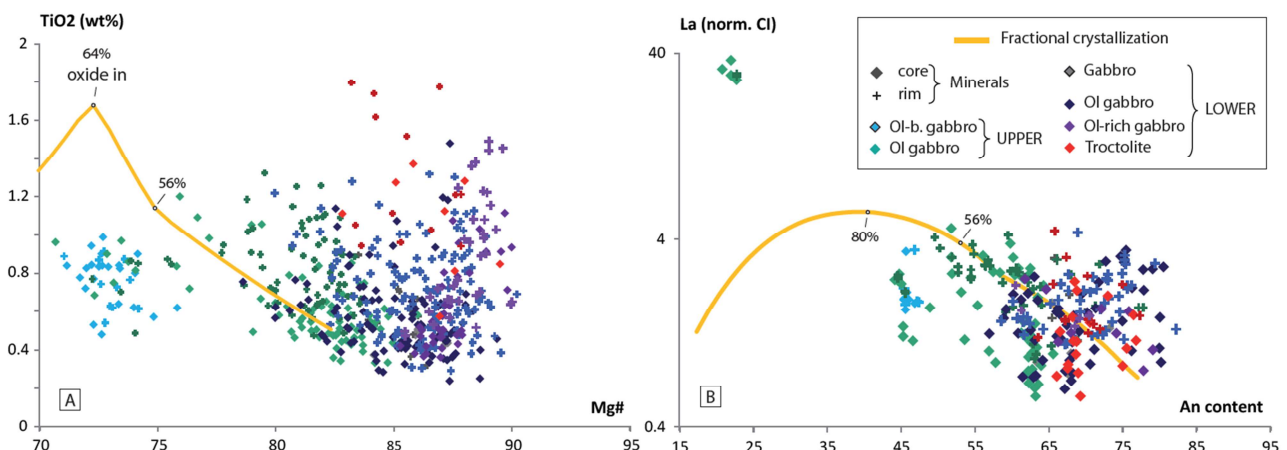 TiO2 (wt%)
2
1.6
1.2
0.8
0.4
0
64%
oxide in
56%
A
Mg#
70
75
80
85
90
95
La (norm. CI)
40
4
0.4
80%
56%
B
An content
15
25
35
45
55
65
75
85
95
Fractional crystallization
core
rim
Minerals
Ol-b. gabbro
Ol gabbro
UPPER
Gabbro
Ol gabbro
Ol-rich gabbro
Troctolite
LOWER